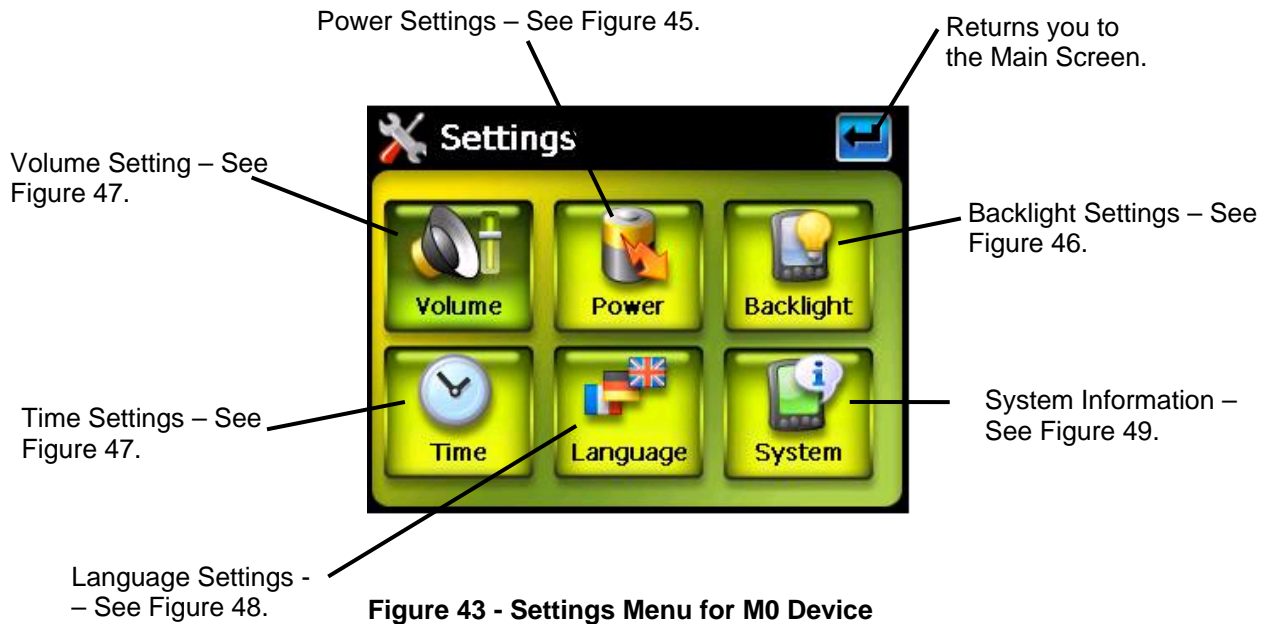 Power Settings – See Figure 45.
Returns you to
the Main Screen.
Settings
Volume Setting – See
Figure 47.
Volume
Power
Backlight
Backlight Settings – See
Figure 46.
Time Settings – See
Figure 47.
Time
Language
System
System Information –
See Figure 49.
Language Settings -
– See Figure 48.
Figure 43 - Settings Menu for M0 Device